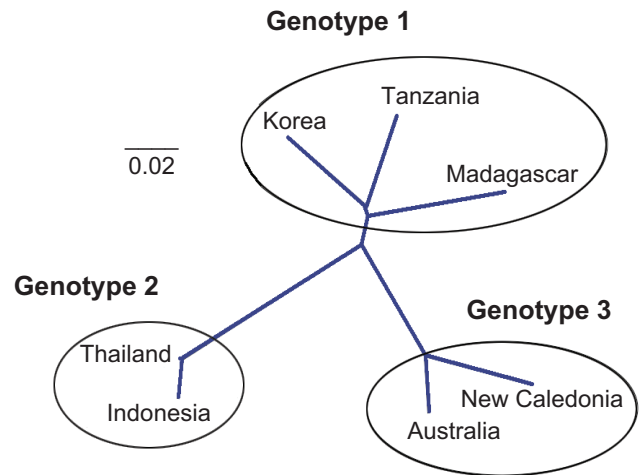 Genotype 1
Tanzania
Korea
0.02
Madagascar
Genotype 2
Genotype 3
Thailand
Indonesia
New Caledonia
Australia